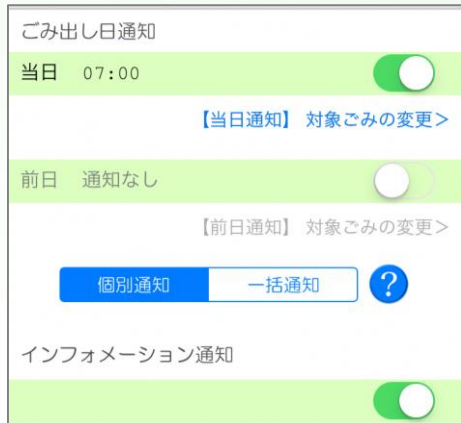 ごみ出し日通知
当日 07:00
【当日通知】 対象ごみの変更＞
前日 通知なし
【前日通知】 対象ごみの変更＞
個別通知 一括通知 ?
インフォメーション通知